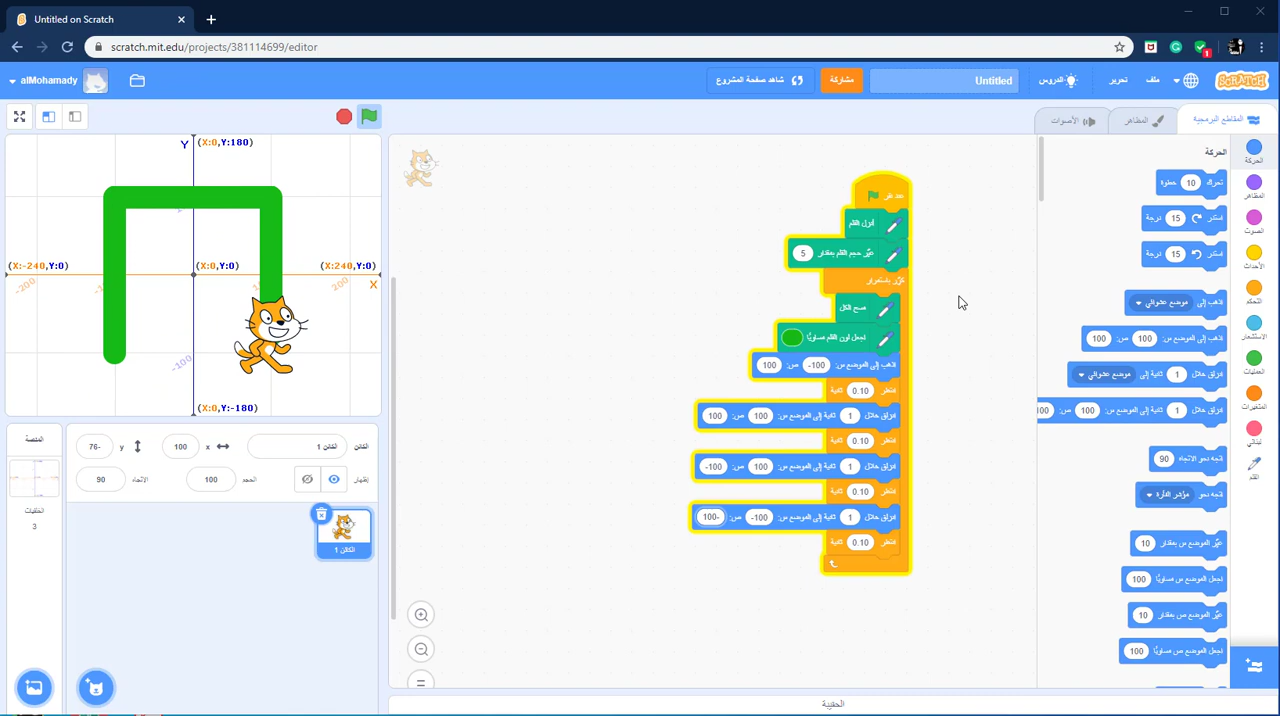 Untitled on Scratch
scratch.mit.edu/projects/381114699/editor
SCRATCH
ملف
تحرير
الدروس
Untitled
مشاركة
شاهد صفحة المشروع
alMohamady
المقاطع البرمجية
المظاهر
الأصوات
الحركة
المظاهر
الصوت
الأحداث
التحكم
الاستشعار
العمليات
المتغيرات
لبناتي
القلم
الحركة
تحرك 10 خطوة
استدر 15 درجة
استدر 15 درجة
اذهب إلى موضع عشوائي
اذهب إلى الموضع س: 100 ص: 100
انزلق خلال 1 ثانية إلى موضع عشوائي
انزلق خلال 1 ثانية إلى الموضع س: 100 ص:
اتجه نحو الاتجاه 90
اتجه نحو مؤشر الفأرة
غيِّر الموضع س بمقدار 10
اجعل الموضع س مساويًا 100
غيِّر الموضع ص بمقدار 10
اجعل الموضع ص مساويًا 100
عند نقر
أنزل القلم
غيِّر حجم القلم بمقدار 5
كرِّر باستمرار
مسح الكل
اجعل لون القلم مساويًا
اذهب إلى الموضع س: -100 ص: 100
انتظر 0.10 ثانية
انزلق خلال 1 ثانية إلى الموضع س: 100 ص: 100
انتظر 0.10 ثانية
انزلق خلال 1 ثانية إلى الموضع س: 100 ص: -100
انتظر 0.10 ثانية
انزلق خلال 1 ثانية إلى الموضع س: -100 ص: 100-
انتظر 0.10 ثانية
Y
(X:0,Y:180)
(X:-240,Y:0)
(X:0,Y:0)
(X:240,Y:0)
X
-200
-100
(X:0,Y:-180)
الكائن
الكائن 1
x 100
y 76-
إظهار
الحجم 100
الاتجاه 90
الكائن 1
المنصة
الخلفيات
3
الحقيبة